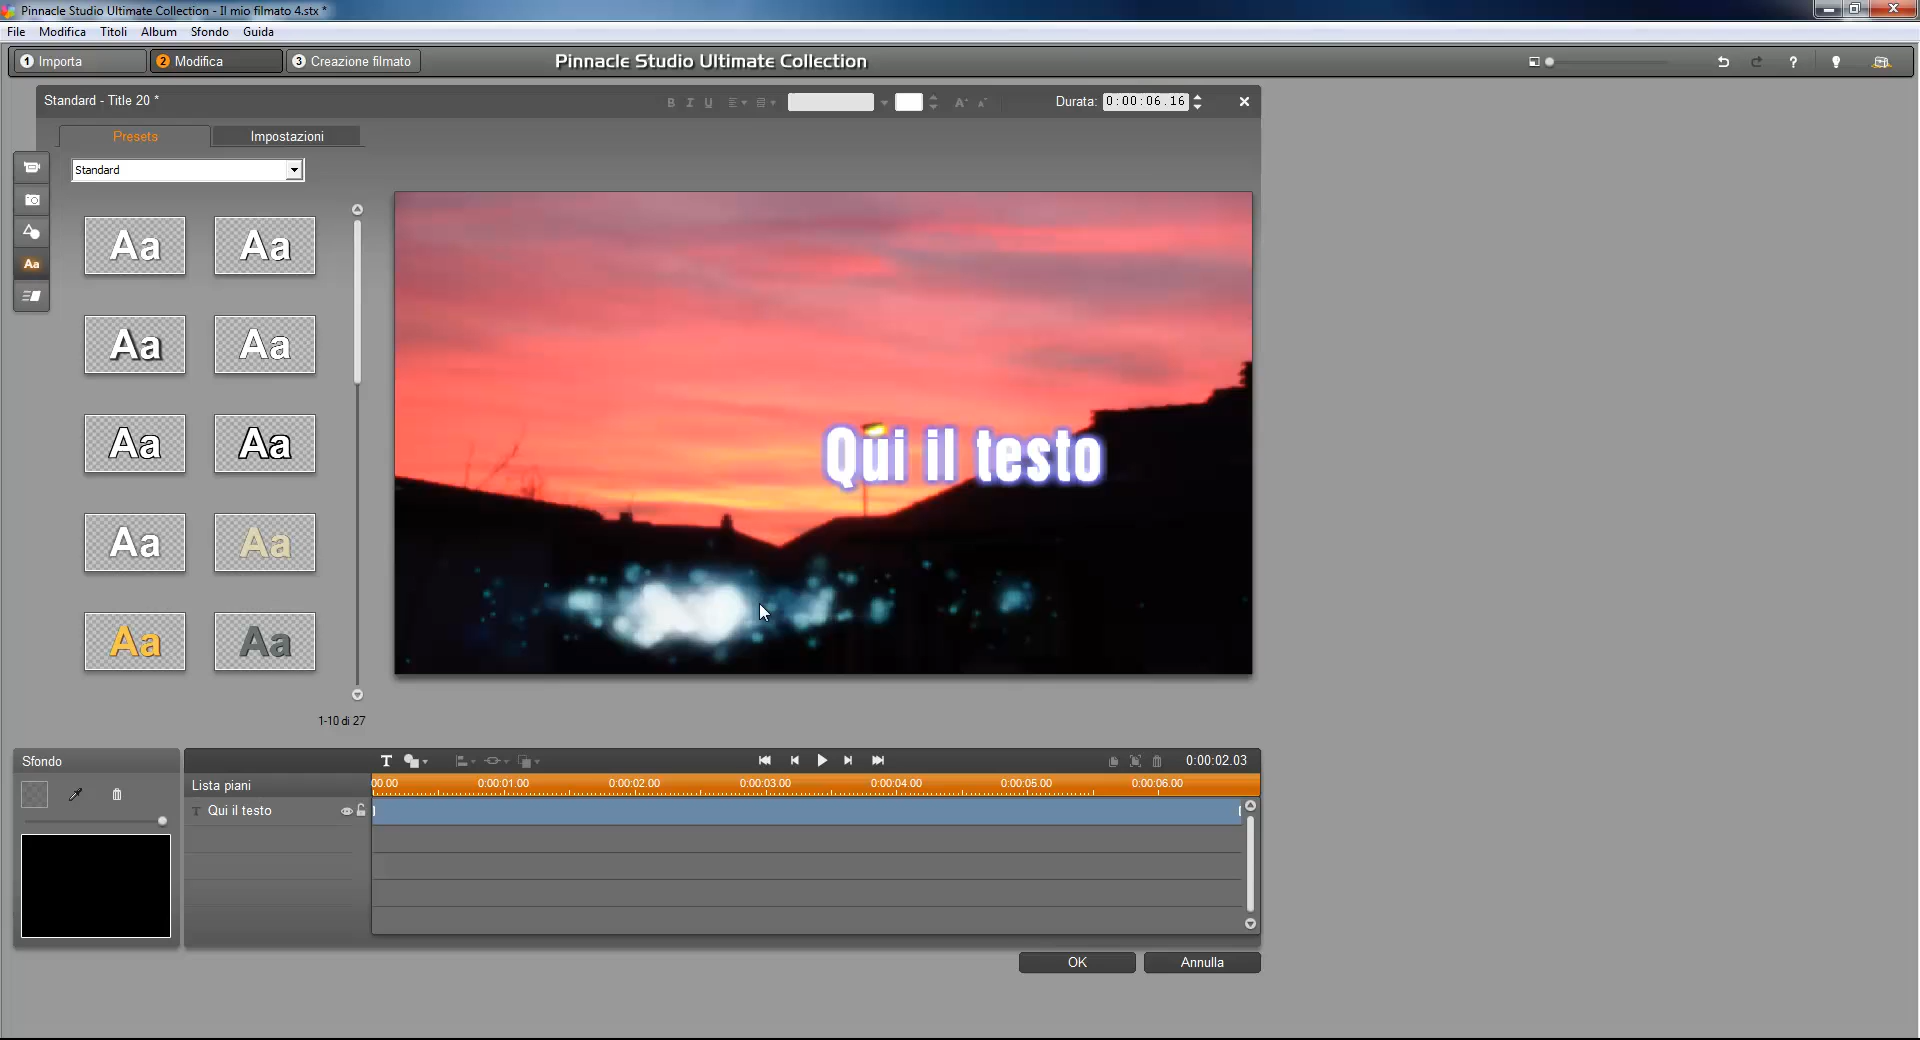 Pinnacle Studio Ultimate Collection - Il mio filmato 4.stx *
File Modifica Titoli Album Sfondo Guida
1 Importa 2 Modifica 3 Creazione filmato Pinnacle Studio Ultimate Collection ?
Standard - Title 20 * B I U A A Durata: 0:00:06.16
Presets Impostazioni
Standard
Aa Aa
Aa
Aa Aa
Aa Aa
Aa Aa
Aa Aa
Qui il testo
1-10 di 27
Sfondo T 0:00:02.03
Lista piani 00.00 0:00:01.00 0:00:02.00 0:00:03.00 0:00:04.00 0:00:05.00 0:00:06.00
T Qui il testo
OK Annulla